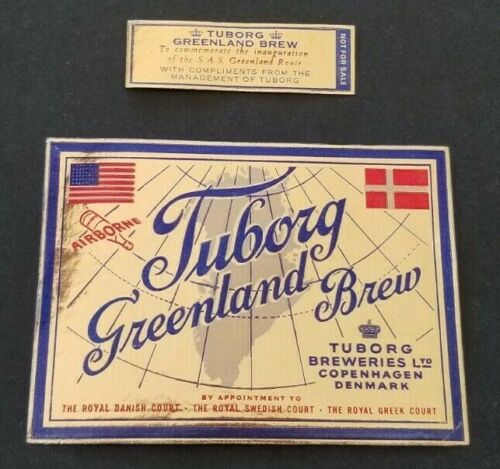 TUBORG
GREENLAND BREW
To commemorate the inauguration
of the S.A.S. Greenland Route
WITH COMPLIMENTS FROM THE
MANAGEMENT OF TUBORG
NOT FOR SALE
AIRBORNE
Tuborg
Greenland Brew
TUBORG
BREWERIES LTD
COPENHAGEN
DENMARK
BY APPOINTMENT TO
THE ROYAL DANISH COURT · THE ROYAL SWEDISH COURT · THE ROYAL GREEK COURT